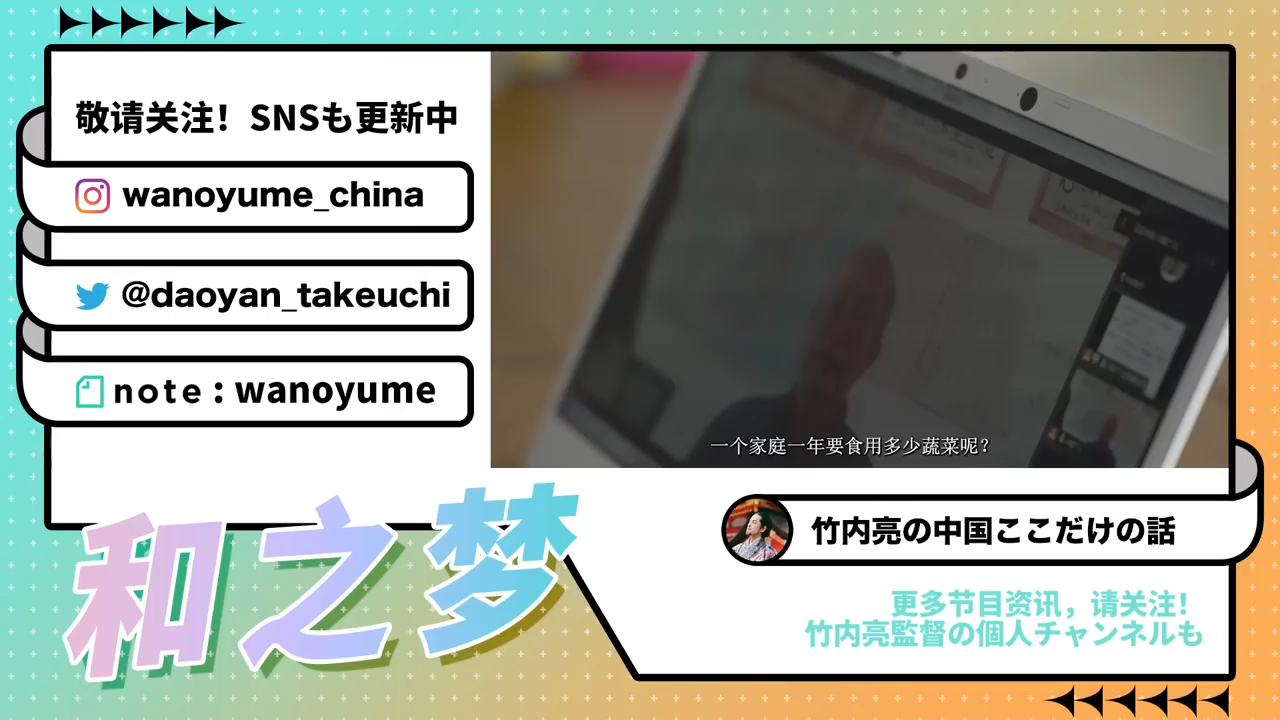 敬请关注！SNSも更新中
wanoyume_china
@daoyan_takeuchi
note：wanoyume
一个家庭一年要食用多少蔬菜呢？
和之梦
竹内亮の中国ここだけの話
更多节目资讯，请关注！
竹内亮監督の個人チャンネルも